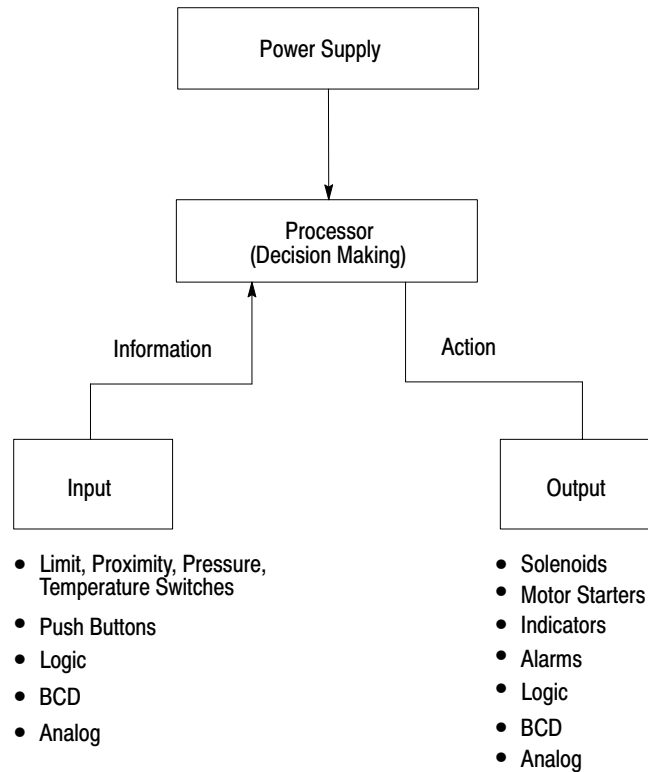 Power Supply
Processor
(Decision Making)
Information
Action
Input
Output
• Limit, Proximity, Pressure,
Temperature Switches
• Push Buttons
• Logic
• BCD
• Analog
• Solenoids
• Motor Starters
• Indicators
• Alarms
• Logic
• BCD
• Analog